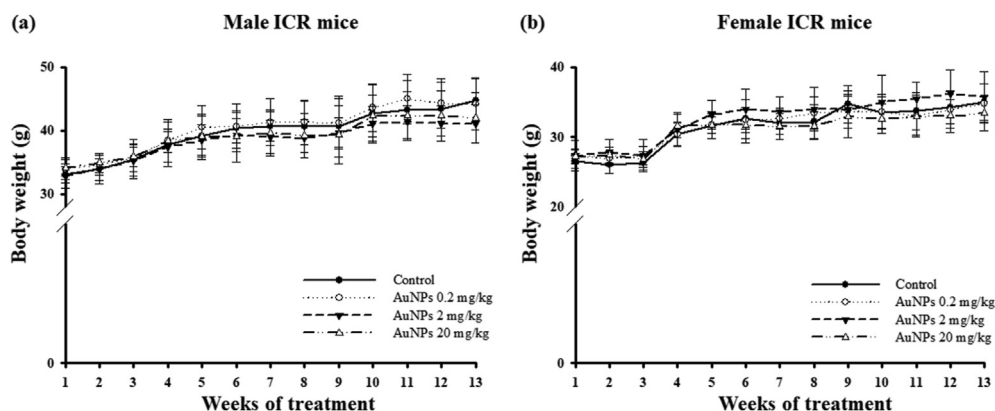 (a) Male ICR mice
Body weight (g)
50
40
30
0
Control
AuNPs 0.2 mg/kg
AuNPs 2 mg/kg
AuNPs 20 mg/kg
1 2 3 4 5 6 7 8 9 10 11 12 13
Weeks of treatment
(b) Female ICR mice
Body weight (g)
40
30
20
0
Control
AuNPs 0.2 mg/kg
AuNPs 2 mg/kg
AuNPs 20 mg/kg
1 2 3 4 5 6 7 8 9 10 11 12 13
Weeks of treatment